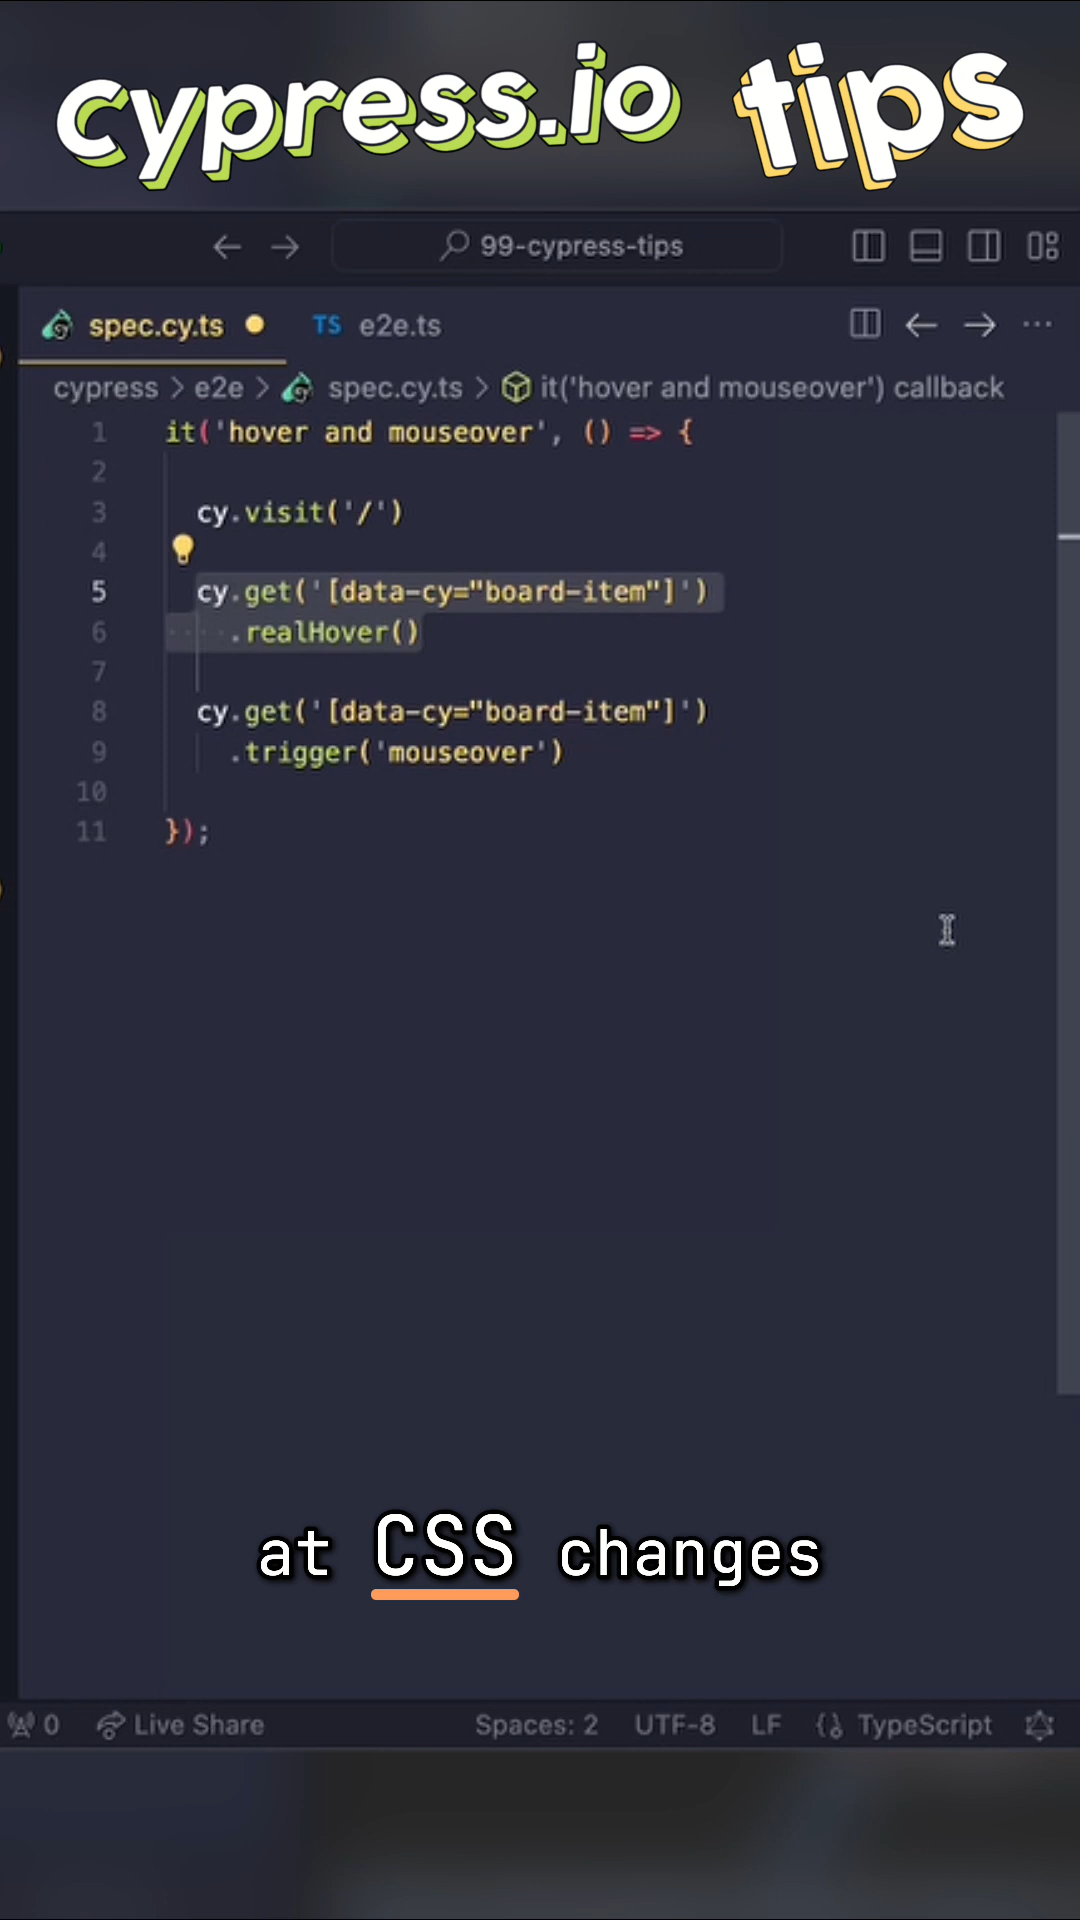 cypress.io tips
99-cypress-tips
spec.cy.ts
TS e2e.ts
cypress > e2e > spec.cy.ts > it('hover and mouseover') callback
1 it('hover and mouseover', () => {
2
3 cy.visit('/')
4
5 cy.get('[data-cy="board-item"]')
6 .realHover()
7
8 cy.get('[data-cy="board-item"]')
9 .trigger('mouseover')
10
11 });
at CSS changes
0 Live Share Spaces: 2 UTF-8 LF TypeScript